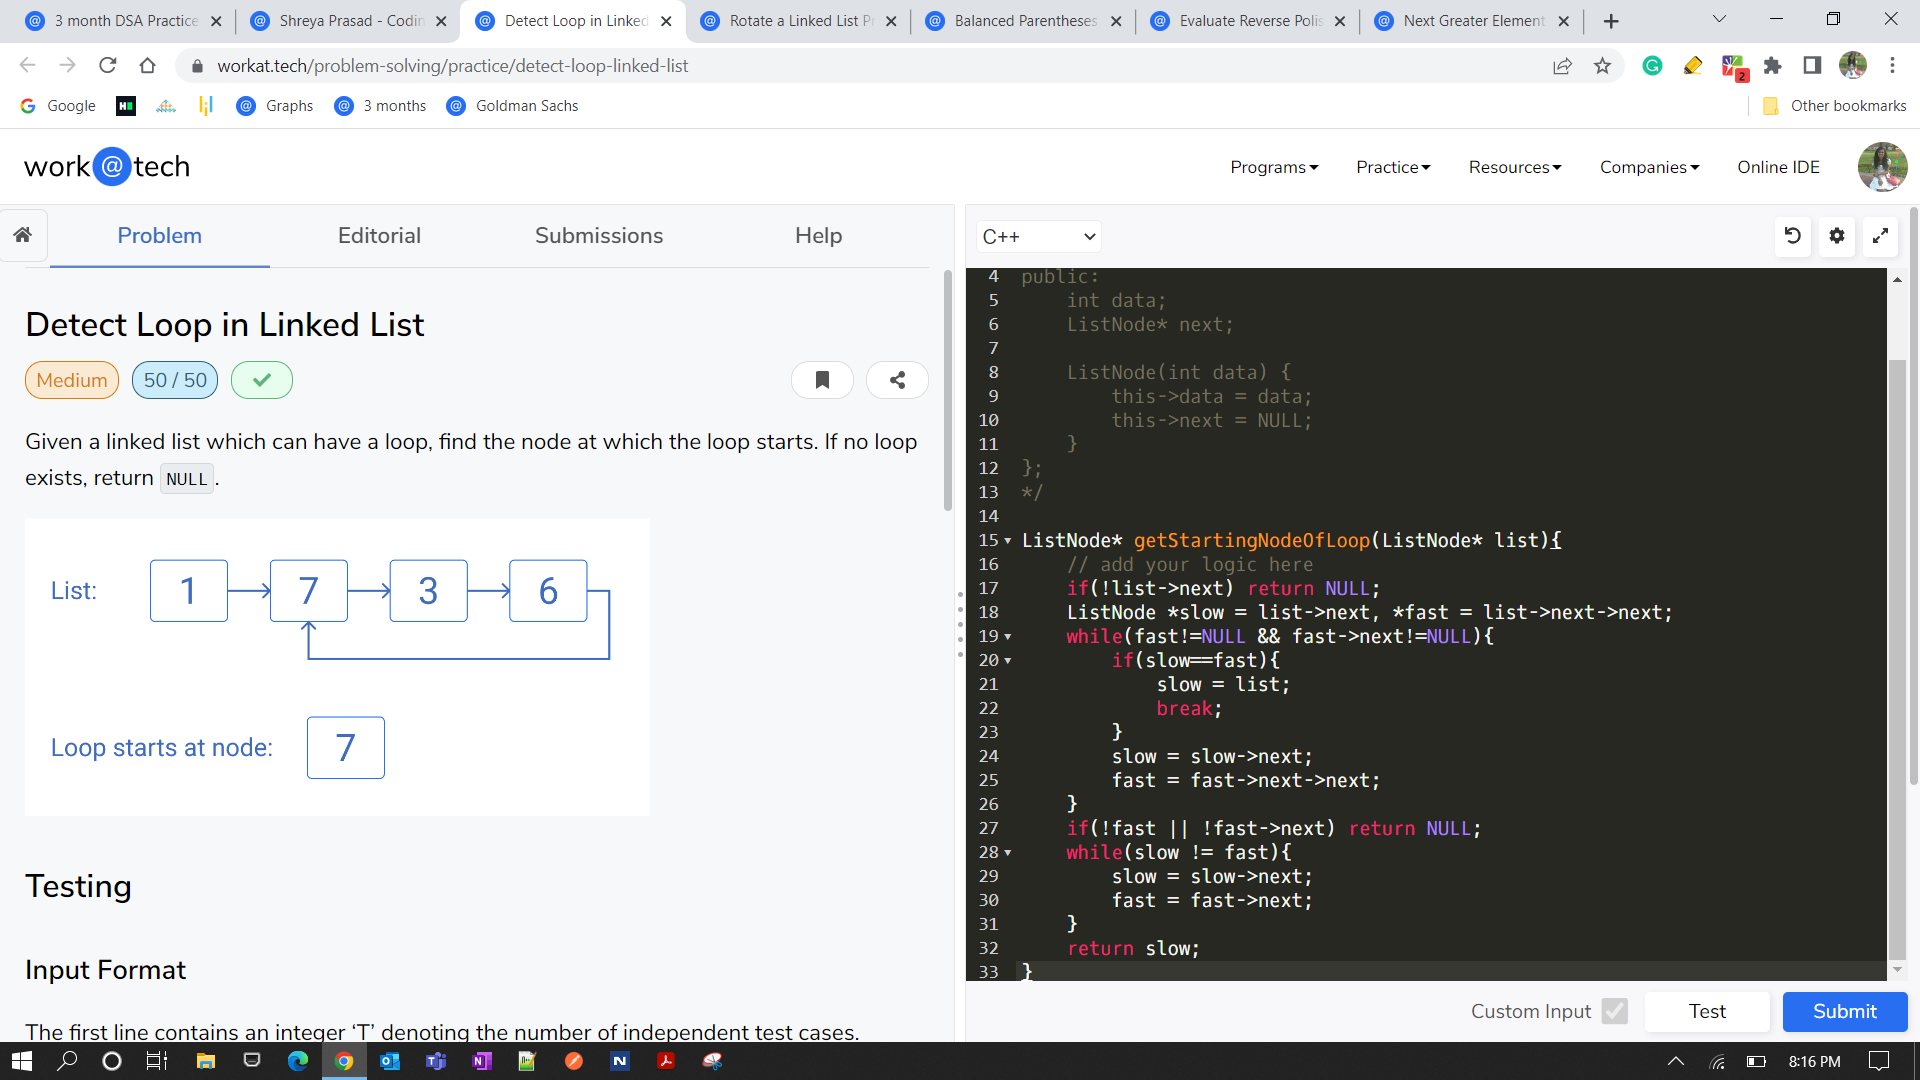 3 month DSA Practice
Shreya Prasad - Codin
Detect Loop in Linked
Rotate a Linked List Pr
Balanced Parentheses
Evaluate Reverse Polis
Next Greater Element
workat.tech/problem-solving/practice/detect-loop-linked-list
2
Google
Graphs
3 months
Goldman Sachs
Other bookmarks
work@tech
Programs
Practice
Resources
Companies
Online IDE
Problem
Editorial
Submissions
Help
Detect Loop in Linked List
Medium
50 / 50
Given a linked list which can have a loop, find the node at which the loop starts. If no loop
exists, return NULL.
List: 1 7 3 6
Loop starts at node: 7
Testing
Input Format
The first line contains an integer ‘T’ denoting the number of independent test cases.
C++
4 public:
5 int data;
6 ListNode* next;
7
8 ListNode(int data) {
9 this->data = data;
10 this->next = NULL;
11 }
12 };
13 */
14
15 ListNode* getStartingNodeOfLoop(ListNode* list){
16 // add your logic here
17 if(!list->next) return NULL;
18 ListNode *slow = list->next, *fast = list->next->next;
19 while(fast!=NULL && fast->next!=NULL){
20 if(slow==fast){
21 slow = list;
22 break;
23 }
24 slow = slow->next;
25 fast = fast->next->next;
26 }
27 if(!fast || !fast->next) return NULL;
28 while(slow != fast){
29 slow = slow->next;
30 fast = fast->next;
31 }
32 return slow;
33 }
Custom Input
Test
Submit
8:16 PM